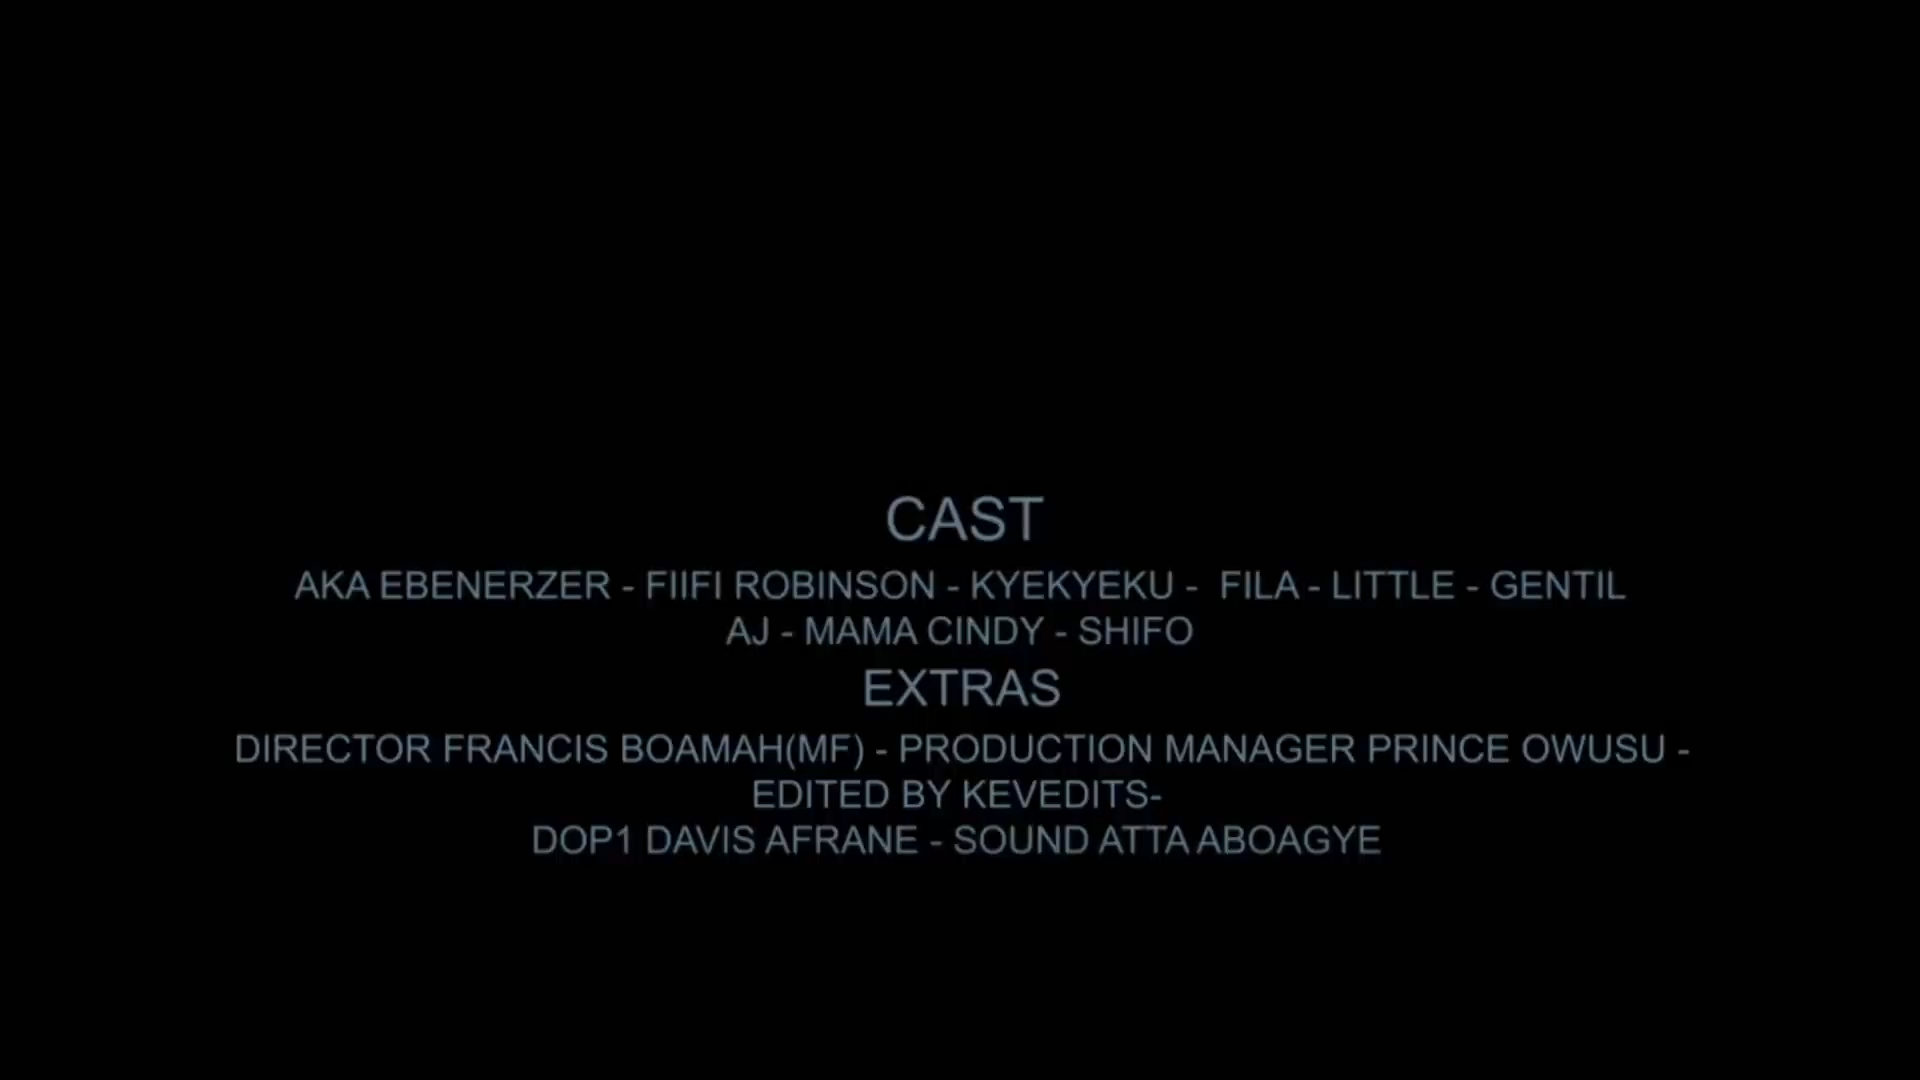 CAST
AKA EBENERZER - FIIFI ROBINSON - KYEKYEKU -  FILA - LITTLE - GENTIL
AJ - MAMA CINDY - SHIFO
EXTRAS
DIRECTOR FRANCIS BOAMAH(MF) - PRODUCTION MANAGER PRINCE OWUSU -
EDITED BY KEVEDITS-
DOP1 DAVIS AFRANE - SOUND ATTA ABOAGYE